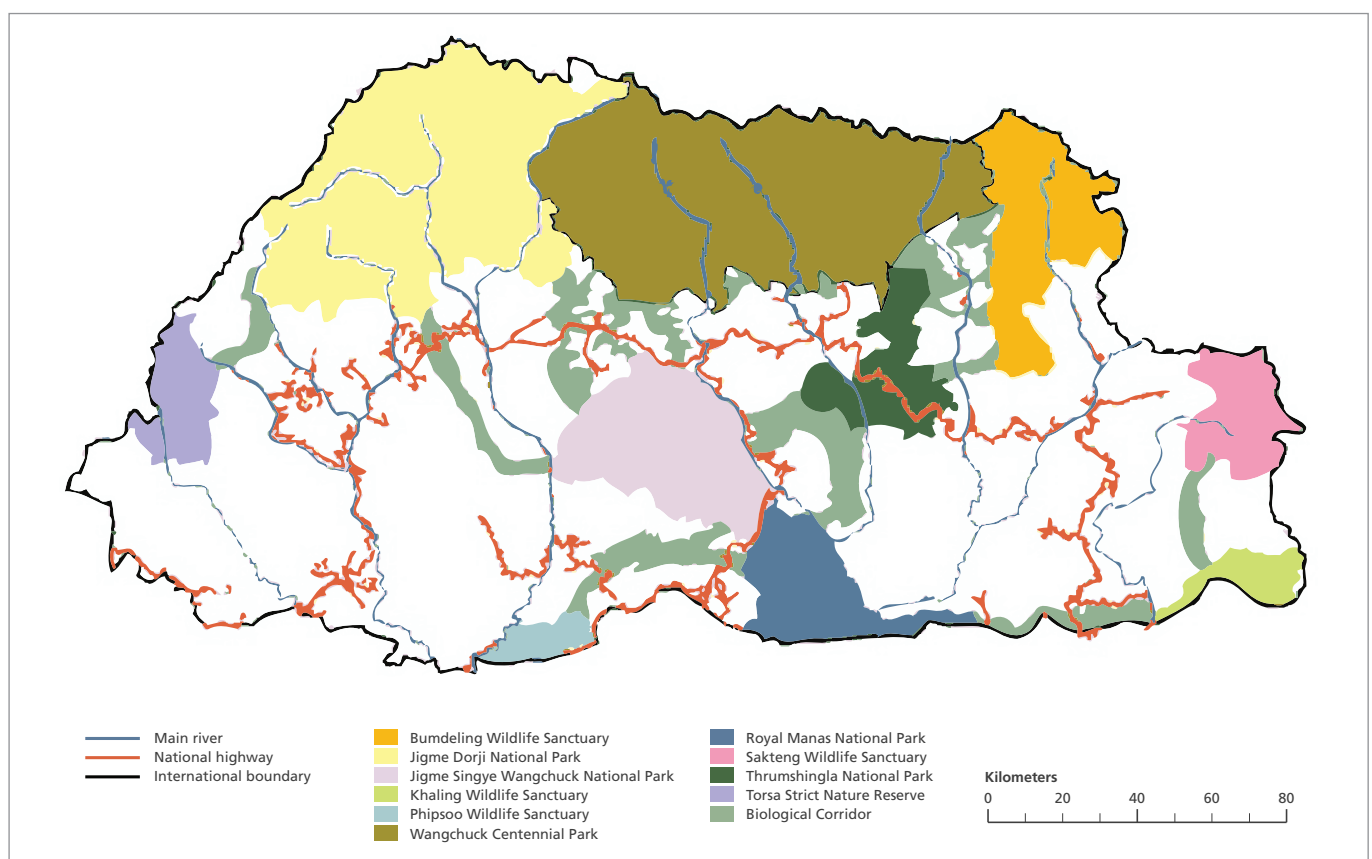 Main river
National highway
International boundary
Bumdeling Wildlife Sanctuary
Jigme Dorji National Park
Jigme Singye Wangchuck National Park
Khaling Wildlife Sanctuary
Phipsoo Wildlife Sanctuary
Wangchuck Centennial Park
Royal Manas National Park
Sakteng Wildlife Sanctuary
Thrumshingla National Park
Torsa Strict Nature Reserve
Biological Corridor
Kilometers
0 20 40 60 80